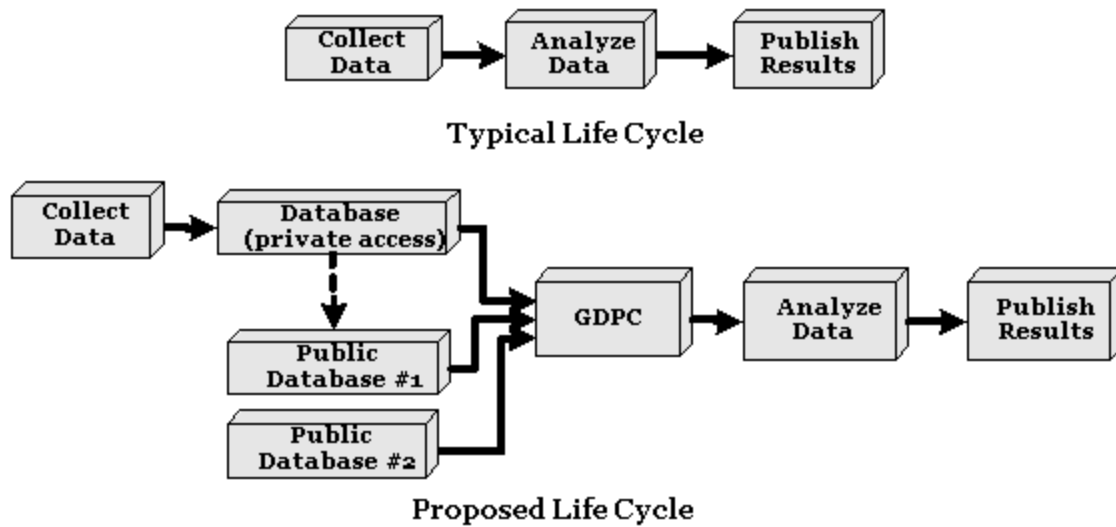 Collect
Data
Analyze
Data
Publish
Results
Typical Life Cycle
Collect
Data
Database
(private access)
Public
Database #1
Public
Database #2
GDPC
Analyze
Data
Publish
Results
Proposed Life Cycle